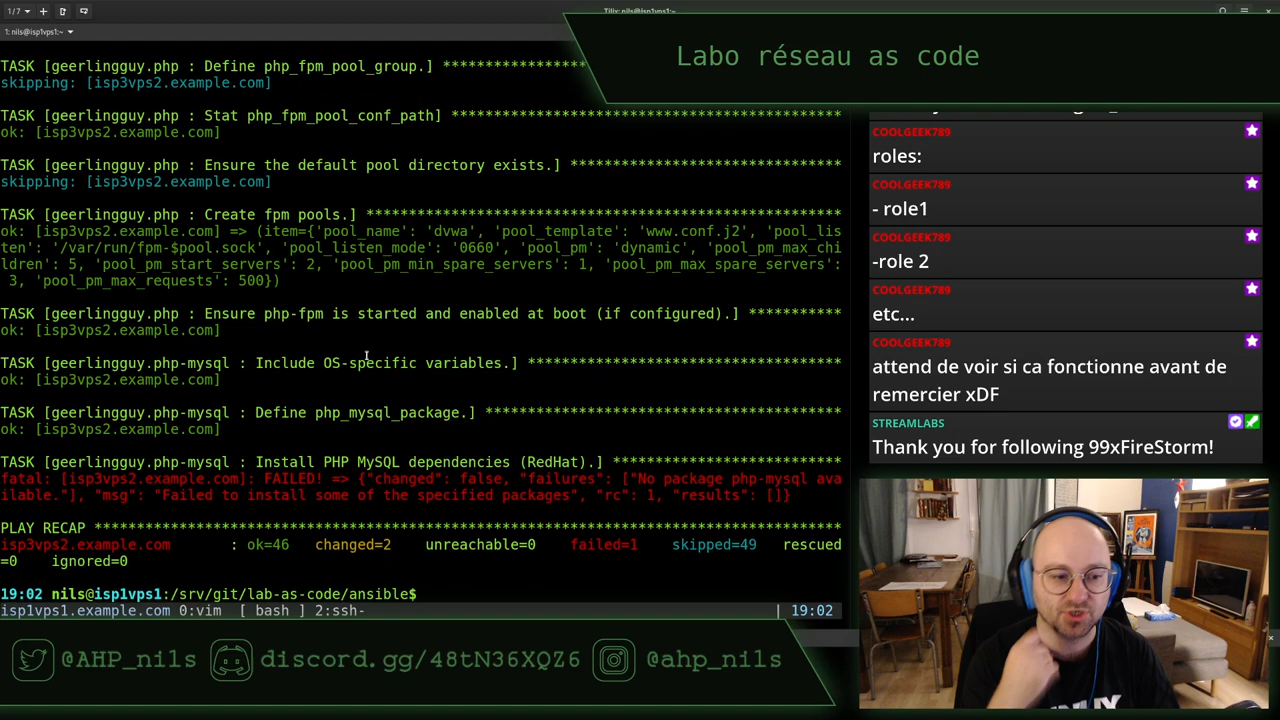 1/7
Tilix: nils@isp1vps1:~
1: nils@isp1vps1:~
Labo réseau as code
TASK [geerlingguy.php : Define php_fpm_pool_group.] *****************
skipping: [isp3vps2.example.com]
TASK [geerlingguy.php : Stat php_fpm_pool_conf_path] ***********************************************
ok: [isp3vps2.example.com]
TASK [geerlingguy.php : Ensure the default pool directory exists.] ********************************
skipping: [isp3vps2.example.com]
TASK [geerlingguy.php : Create fpm pools.] ********************************************************
ok: [isp3vps2.example.com] => (item={'pool_name': 'dvwa', 'pool_template': 'www.conf.j2', 'pool_lis
ten': '/var/run/fpm-$pool.sock', 'pool_listen_mode': '0660', 'pool_pm': 'dynamic', 'pool_pm_max_chi
ldren': 5, 'pool_pm_start_servers': 2, 'pool_pm_min_spare_servers': 1, 'pool_pm_max_spare_servers':
3, 'pool_pm_max_requests': 500})
TASK [geerlingguy.php : Ensure php-fpm is started and enabled at boot (if configured).] ***********
ok: [isp3vps2.example.com]
TASK [geerlingguy.php-mysql : Include OS-specific variables.] *************************************
ok: [isp3vps2.example.com]
TASK [geerlingguy.php-mysql : Define php_mysql_package.] ******************************************
ok: [isp3vps2.example.com]
TASK [geerlingguy.php-mysql : Install PHP MySQL dependencies (RedHat).] ***************************
fatal: [isp3vps2.example.com]: FAILED! => {"changed": false, "failures": ["No package php-mysql ava
ilable."], "msg": "Failed to install some of the specified packages", "rc": 1, "results": []}
PLAY RECAP ****************************************************************************************
isp3vps2.example.com : ok=46 changed=2 unreachable=0 failed=1 skipped=49 rescued
=0 ignored=0
19:02 nils@isp1vps1:/srv/git/lab-as-code/ansible$
isp1vps1.example.com 0:vim [ bash ] 2:ssh- | 19:02
COOLGEEK789
roles:
COOLGEEK789
- role1
COOLGEEK789
-role 2
COOLGEEK789
etc...
COOLGEEK789
attend de voir si ca fonctionne avant de
remercier xDF
STREAMLABS
Thank you for following 99xFireStorm!
@AHP_nils discord.gg/48tN36XQZ6 @ahp_nils